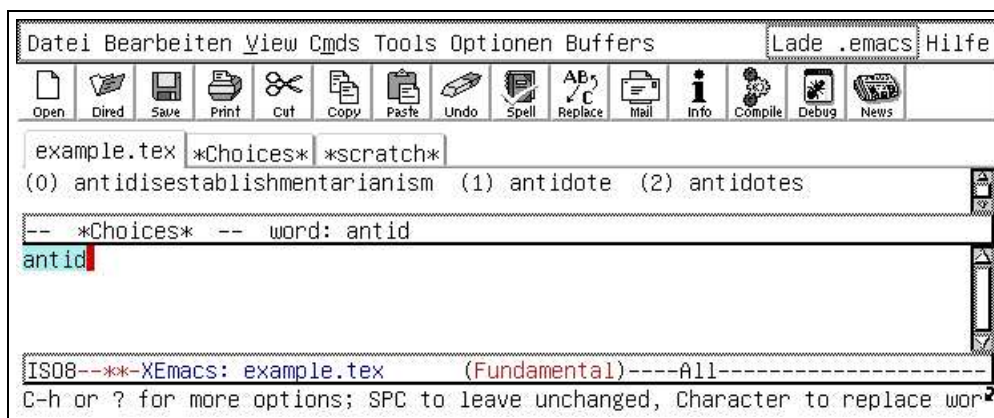 Datei Bearbeiten View Cmds Tools Optionen Buffers Lade .emacs Hilfe
Open Dired Save Print Cut Copy Paste Undo Spell Replace Mail Info Compile Debug News
example.tex *Choices* *scratch*
(0) antidisestablishmentarianism (1) antidote (2) antidotes
-- *Choices* -- word: antid
antid
ISO8--**-XEmacs: example.tex (Fundamental)----All----------------------
C-h or ? for more options; SPC to leave unchanged, Character to replace wor